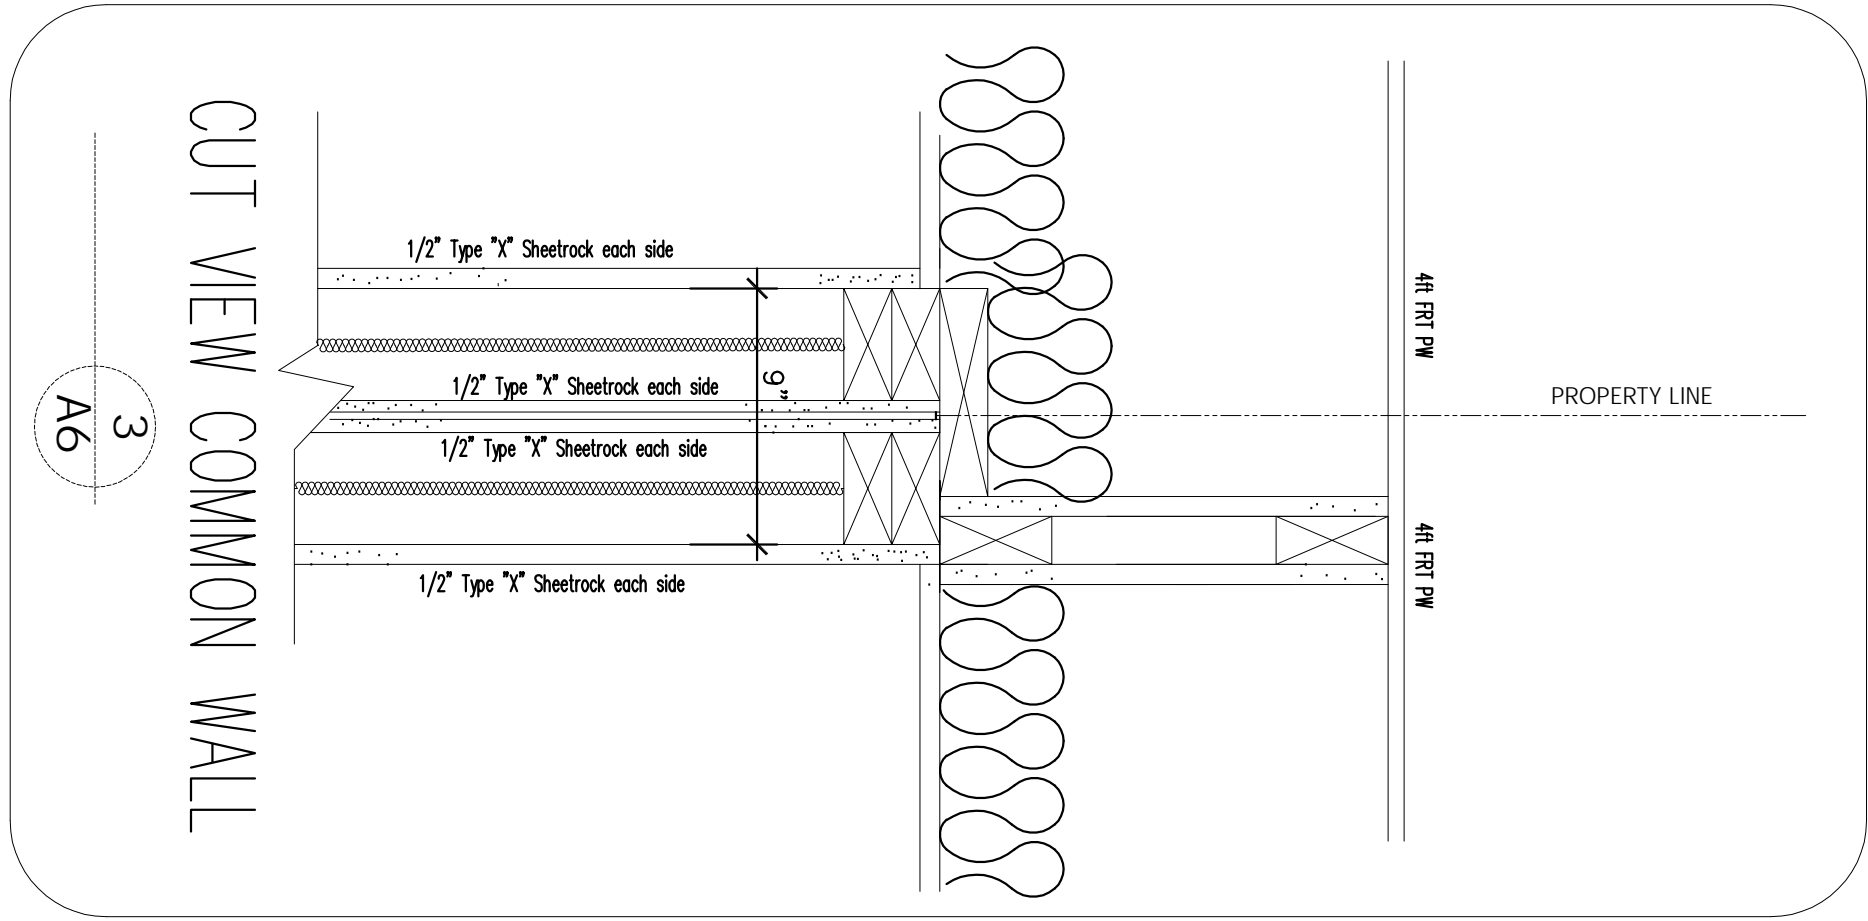 1/2" Type "X" Sheetrock each side
1/2" Type "X" Sheetrock each side
1/2" Type "X" Sheetrock each side
1/2" Type "X" Sheetrock each side
9"
4ft FRT PW
4ft FRT PW
PROPERTY LINE
CUT VIEW COMMON WALL
3
A6